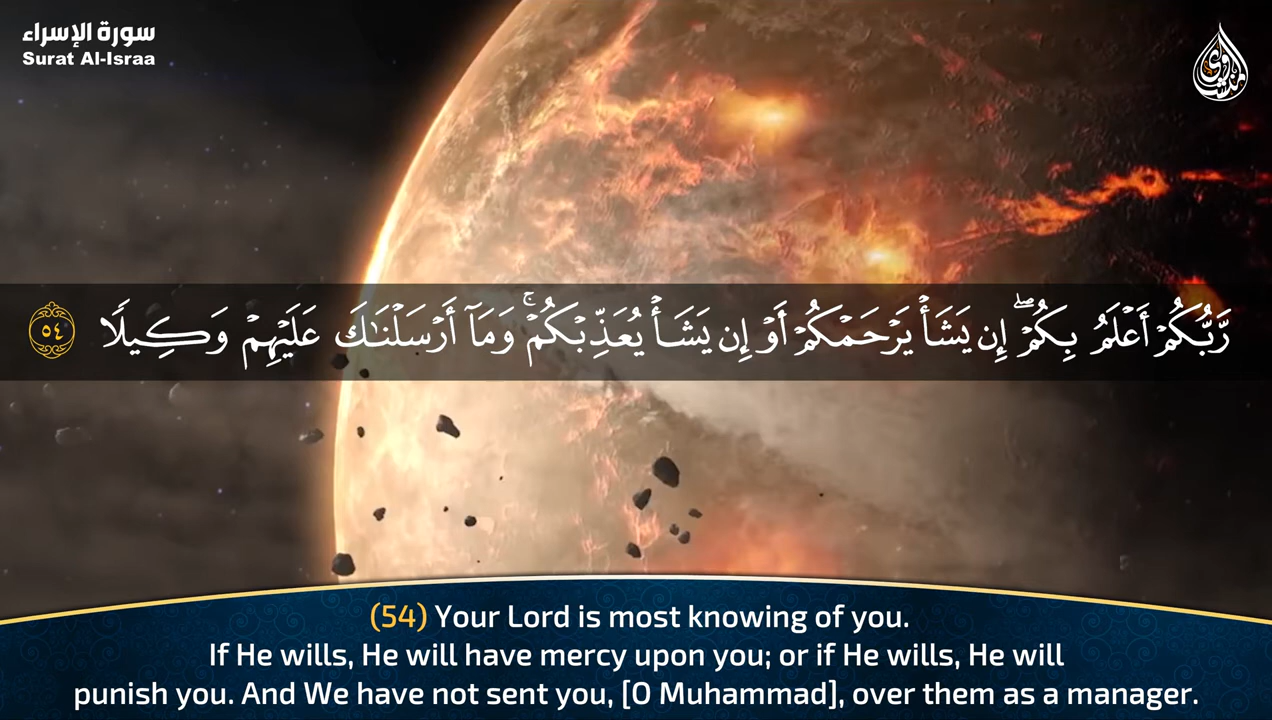 سورة الإسراء
Surat Al-Israa
منشاوي
رَّبُّكُمْ أَعْلَمُ بِكُمْ ۖ إِن يَشَأْ يَرْحَمْكُمْ أَوْ إِن يَشَأْ يُعَذِّبْكُمْ ۚ وَمَآ أَرْسَلْنَـٰكَ عَلَيْهِمْ وَكِيلًا ٥٤
(54) Your Lord is most knowing of you.
If He wills, He will have mercy upon you; or if He wills, He will
punish you. And We have not sent you, [O Muhammad], over them as a manager.